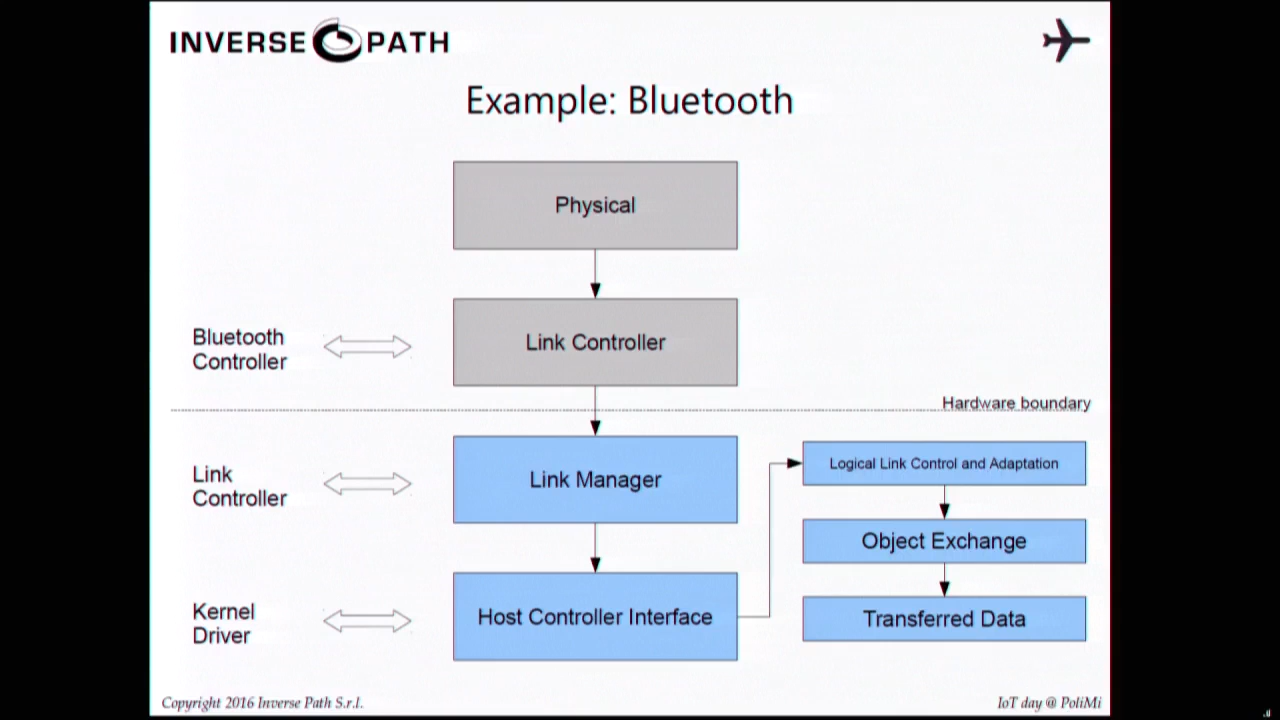 INVERSE PATH
Example: Bluetooth
Physical
Bluetooth
Controller
Link Controller
Hardware boundary
Link
Controller
Link Manager
Logical Link Control and Adaptation
Object Exchange
Kernel
Driver
Host Controller Interface
Transferred Data
Copyright 2016 Inverse Path S.r.l.
IoT day @ PoliMi